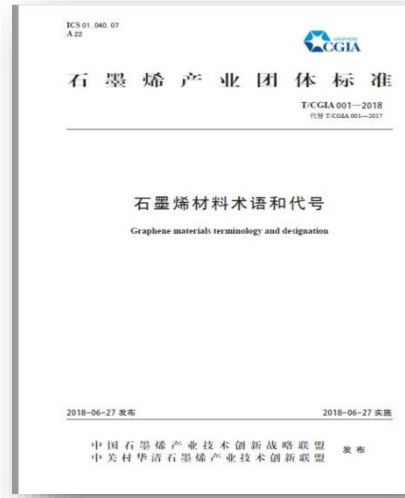 ICS 01.040.07
A 22
GRAPHENE
CGIA
石墨烯产业团体标准
T/CGIA 001—2018
代替 T/CGIA 001—2017
石墨烯材料术语和代号
Graphene materials terminology and designation
2018-06-27 发布
2018-06-27 实施
中国石墨烯产业技术创新战略联盟
中关村华清石墨烯产业技术创新联盟
发布